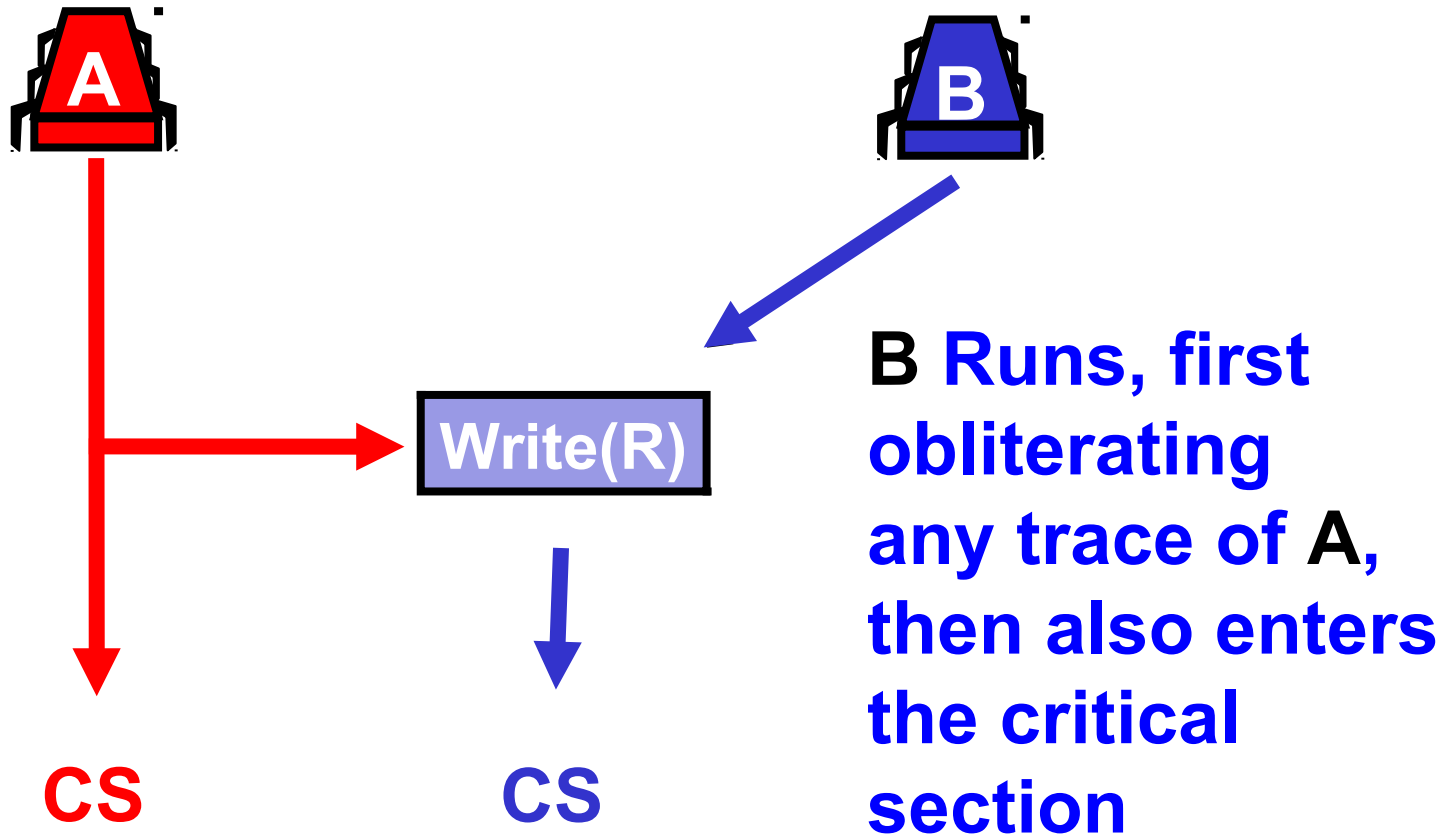 A
B
Write(R)
B Runs, first
obliterating
any trace of A,
then also enters
the critical
section
CS
CS